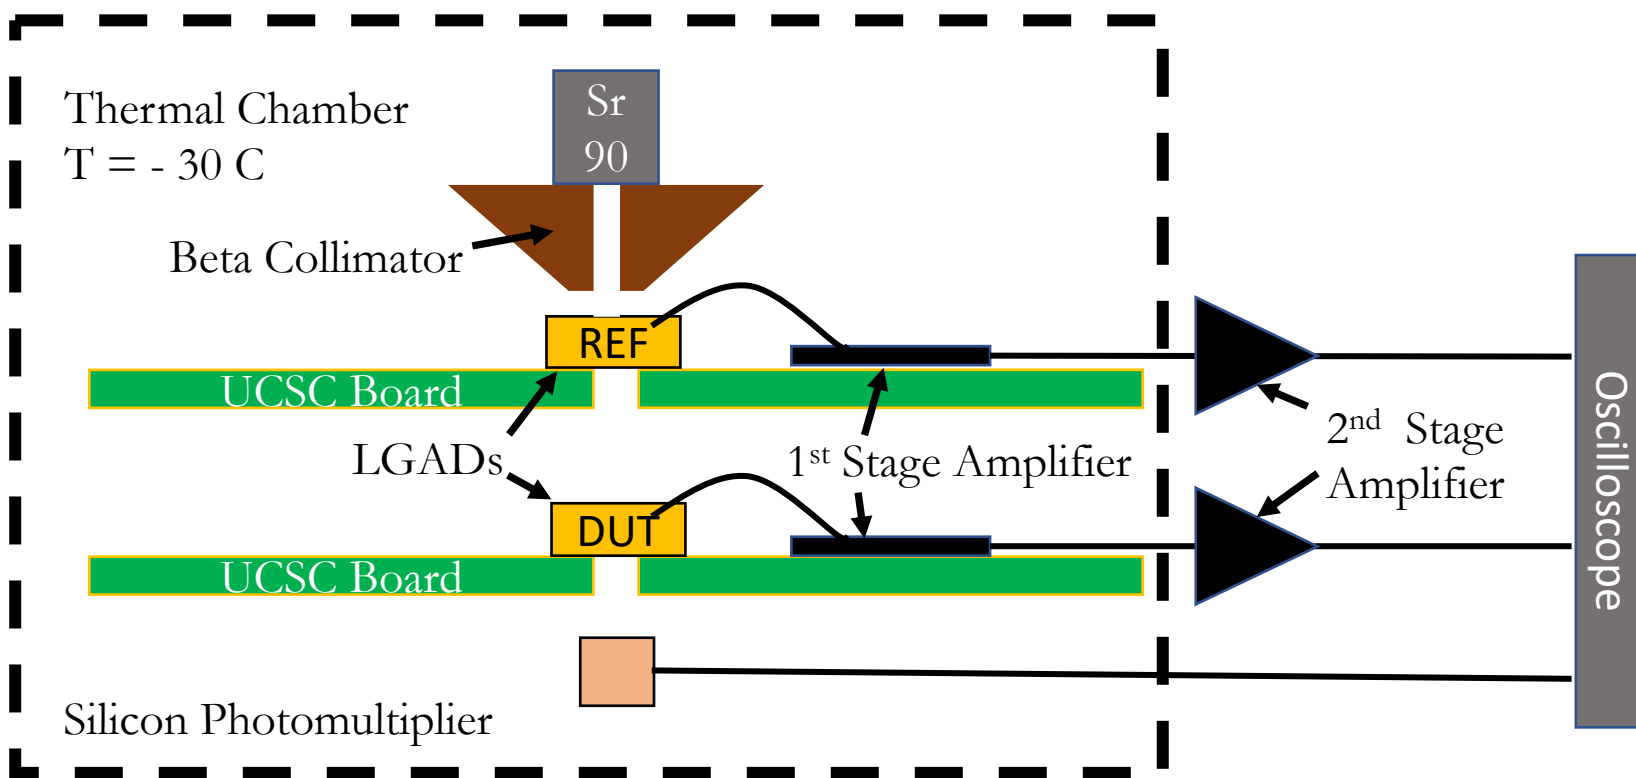 Thermal Chamber
T = - 30 C
Sr
90
Beta Collimator
REF
UCSC Board
LGADs
1st Stage Amplifier
2nd Stage
Amplifier
DUT
UCSC Board
Silicon Photomultiplier
Oscilloscope